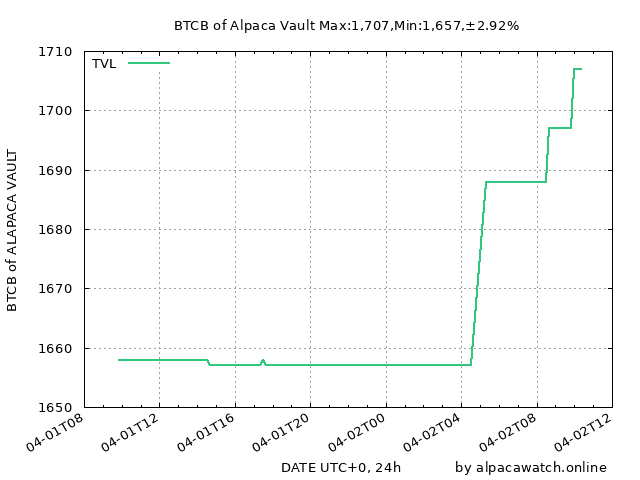 BTCB of Alpaca Vault Max:1,707,Min:1,657,±2.92%
TVL
1710
1700
1690
1680
1670
1660
1650
BTCB of ALAPACA VAULT
04-01T08
04-01T12
04-01T16
04-01T20
04-02T00
04-02T04
04-02T08
04-02T12
DATE UTC+0, 24h
by alpacawatch.online